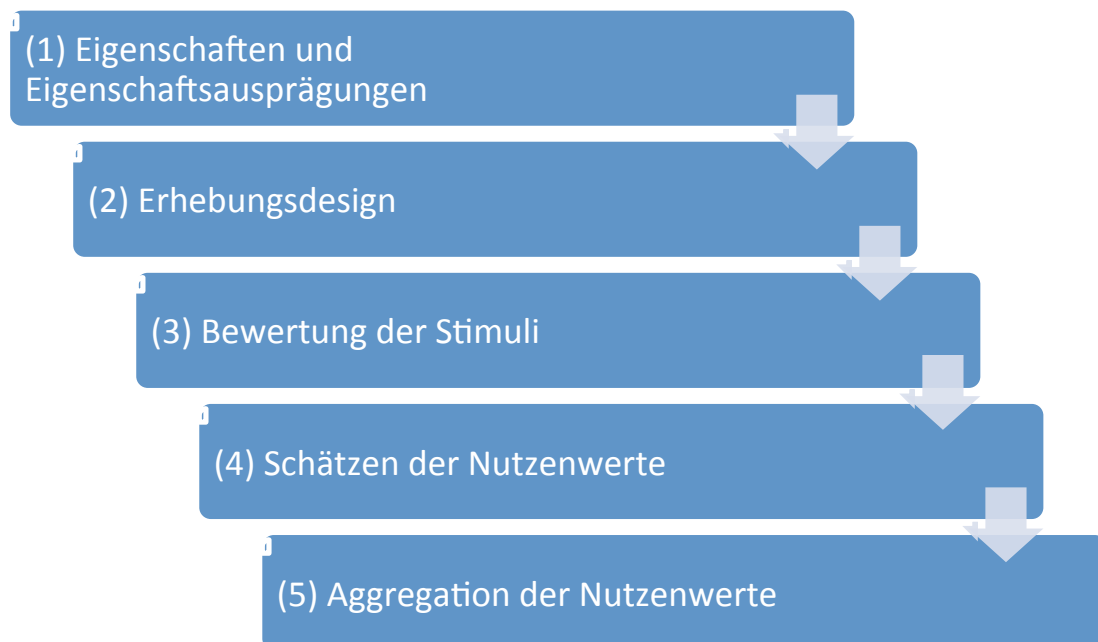 (1) Eigenschaften und
Eigenschaftsausprägungen
(2) Erhebungsdesign
(3) Bewertung der Stimuli
(4) Schätzen der Nutzenwerte
(5) Aggregation der Nutzenwerte